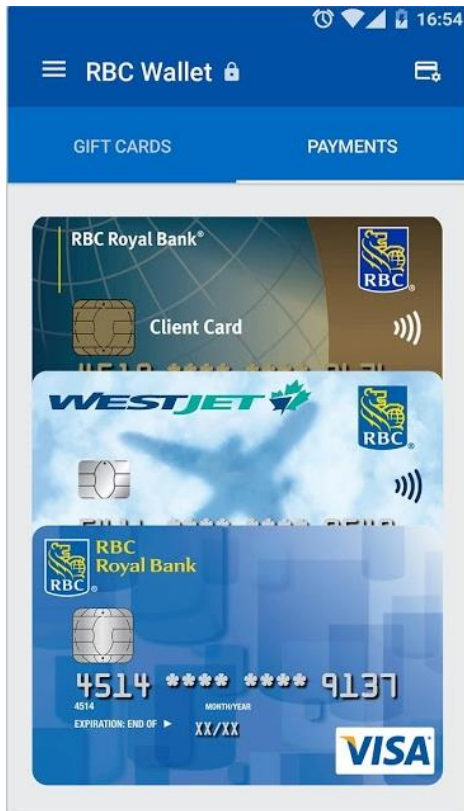 16:54
RBC Wallet
GIFT CARDS PAYMENTS
RBC Royal Bank®
RBC®
Client Card
WESTJET
RBC®
RBC
Royal Bank
RBC®
4514 **** **** 9137
4514 MONTH/YEAR
EXPIRATION: END OF ► XX/XX
VISA